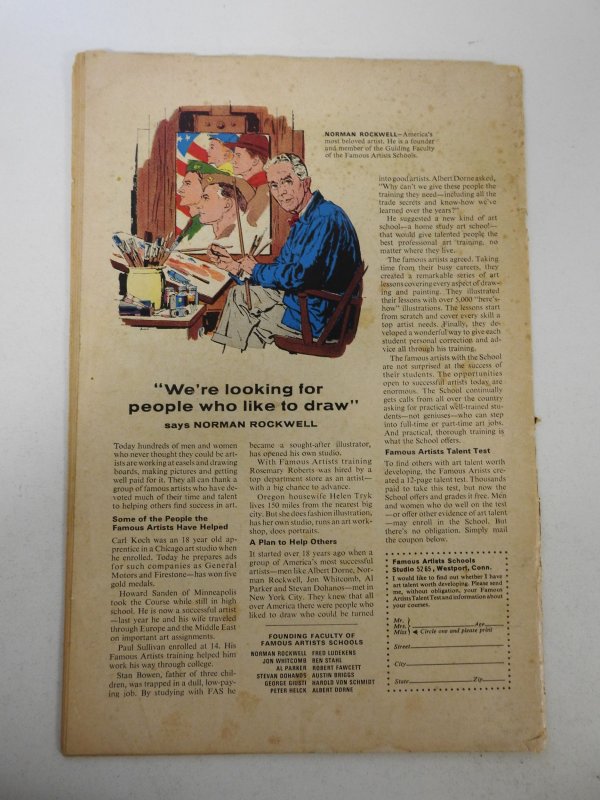 NORMAN ROCKWELL—America's
most beloved artist. He is a founder
and member of the Guiding Faculty
of the Famous Artists Schools.
"We're looking for
people who like to draw"
says NORMAN ROCKWELL
Today hundreds of men and women
who never thought they could be art-
ists are working at easels and drawing
boards, making pictures and getting
well paid for it. They all can thank a
group of famous artists who have de-
voted much of their time and talent
to helping others find success in art.
Some of the People the
Famous Artists Have Helped
Carl Koch was an 18 year old ap-
prentice in a Chicago art studio when
he enrolled. Today he prepares ads
for such companies as General
Motors and Firestone—has won five
gold medals.
Howard Sanden of Minneapolis
took the Course while still in high
school. He is now a successful artist
—last year he and his wife traveled
through Europe and the Middle East
on important art assignments.
Paul Sullivan enrolled at 14. His
Famous Artists training helped him
work his way through college.
Stan Bowen, father of three chil-
dren, was trapped in a dull, low-pay-
ing job. By studying with FAS he
became a sought-after illustrator,
has opened his own studio.
With Famous Artists training
Rosemary Roberts was hired by a
top department store as an artist—
with a big chance to advance.
Oregon housewife Helen Tryk
lives 150 miles from the nearest big
city. But she does fashion illustration,
has her own studio, runs an art work-
shop, does portraits.
A Plan to Help Others
It started over 18 years ago when a
group of America's most successful
artists—men like Albert Dorne, Nor-
man Rockwell, Jon Whitcomb, Al
Parker and Stevan Dohanos—met in
New York City. They knew that all
over America there were people who
liked to draw who could be turned
FOUNDING FACULTY OF
FAMOUS ARTISTS SCHOOLS
NORMAN ROCKWELL FRED LUDEKENS
JON WHITCOMB BEN STAHL
AL PARKER ROBERT FAWCETT
STEVAN DOHANOS AUSTIN BRIGGS
GEORGE GIUSTI HAROLD VON SCHMIDT
PETER HELCK ALBERT DORNE
into good artists. Albert Dorne asked,
"Why can't we give these people the
training they need—including all the
trade secrets and know-how we've
learned over the years?"
He suggested a new kind of art
school—a home study art school—
that would give talented people the
best professional art training, no
matter where they live.
The famous artists agreed. Taking
time from their busy careers, they
created a remarkable series of art
lessons covering every aspect of draw-
ing and painting. They illustrated
their lessons with over 5,000 "here's-
how" illustrations. The lessons start
from scratch and cover every skill a
top artist needs. Finally, they de-
veloped a wonderful way to give each
student personal correction and ad-
vice all through his training.
The famous artists with the School
are not surprised at the success of
their students. The opportunities
open to successful artists today are
enormous. The School continually
gets calls from all over the country
asking for practical well-trained stu-
dents—not geniuses—who can step
into full-time or part-time art jobs.
And practical, thorough training is
what the School offers.
Famous Artists Talent Test
To find others with art talent worth
developing, the Famous Artists cre-
ated a 12-page talent test. Thousands
paid to take this test, but now the
School offers and grades it free. Men
and women who do well on the test
—or offer other evidence of art talent
—may enroll in the School. But
there's no obligation. Simply mail
the coupon below.
Famous Artists Schools
Studio 5265, Westport, Conn.
I would like to find out whether I have
art talent worth developing. Please send
me, without obligation, your Famous
Artists Talent Test and information about
your courses.
Mr.
Mrs. Age
Miss Circle one and please print
Street
City
State Zip